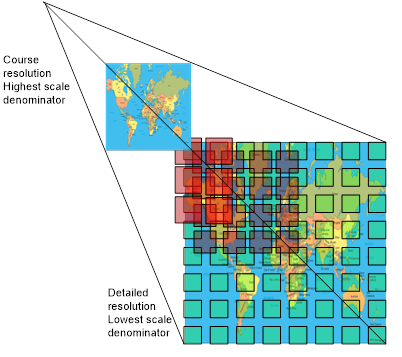 Course
resolution
Highest scale
denominator
Detailed
resolution
Lowest scale
denominator